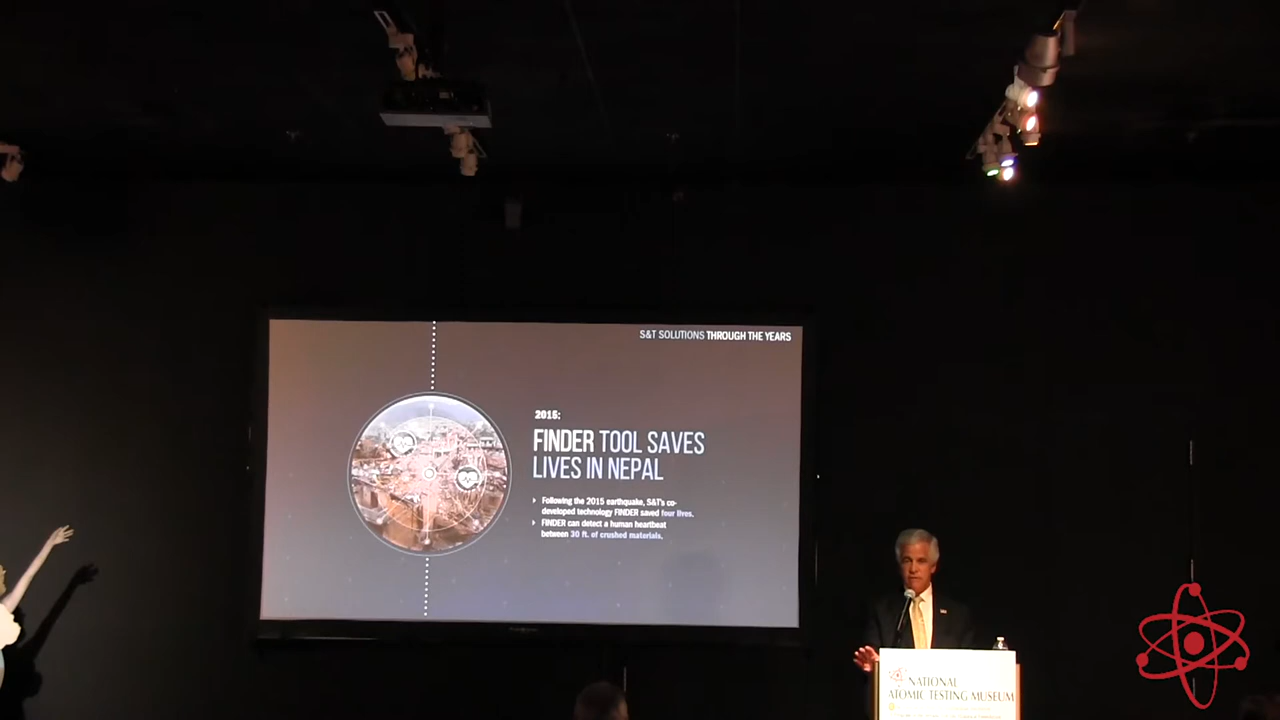 S&T SOLUTIONS THROUGH THE YEARS
2015:
FINDER TOOL SAVES
LIVES IN NEPAL
Following the 2015 earthquake, S&T's co-
developed technology FINDER saved four lives.
FINDER can detect a human heartbeat
between 30 ft. of crushed materials.
NATIONAL
ATOMIC TESTING MUSEUM